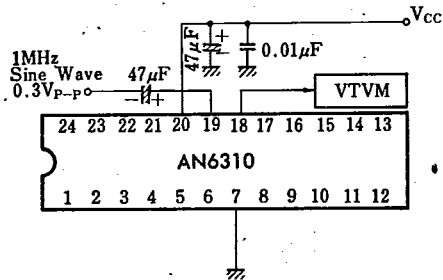 VCC
47μF
0.01μF
1MHz
Sine Wave
0.3VP-P
47μF
VTVM
24 23 22 21 20 19 18 17 16 15 14 13
AN6310
1 2 3 4 5 6 7 8 9 10 11 12